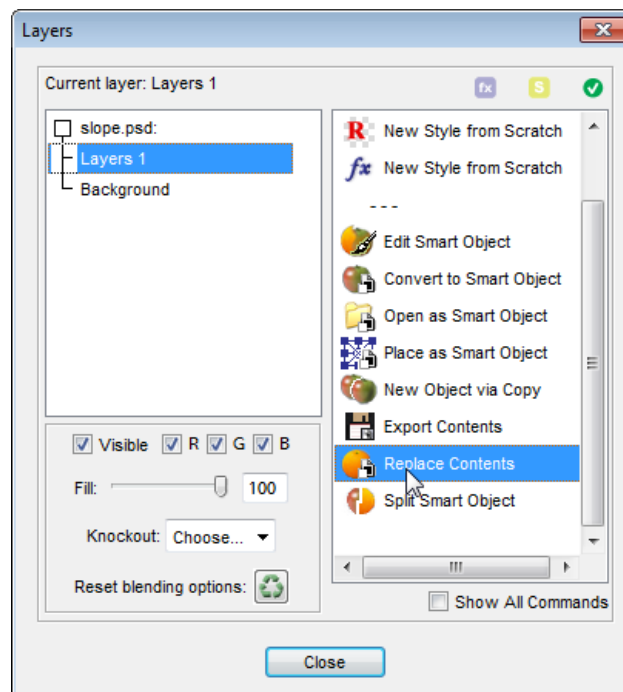 Layers
Current layer: Layers 1
fx
S
slope.psd:
Layers 1
Background
R New Style from Scratch
fx New Style from Scratch
---
Edit Smart Object
Convert to Smart Object
Open as Smart Object
Place as Smart Object
New Object via Copy
Export Contents
Replace Contents
Split Smart Object
Visible R G B
Fill: 100
Knockout: Choose...
Reset blending options:
Show All Commands
Close